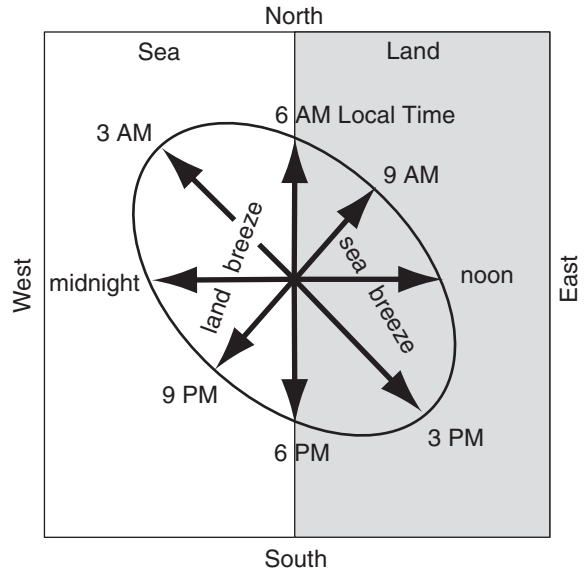 North
Sea
Land
6 AM Local Time
3 AM
9 AM
land breeze
sea breeze
West
midnight
noon
East
9 PM
3 PM
6 PM
South